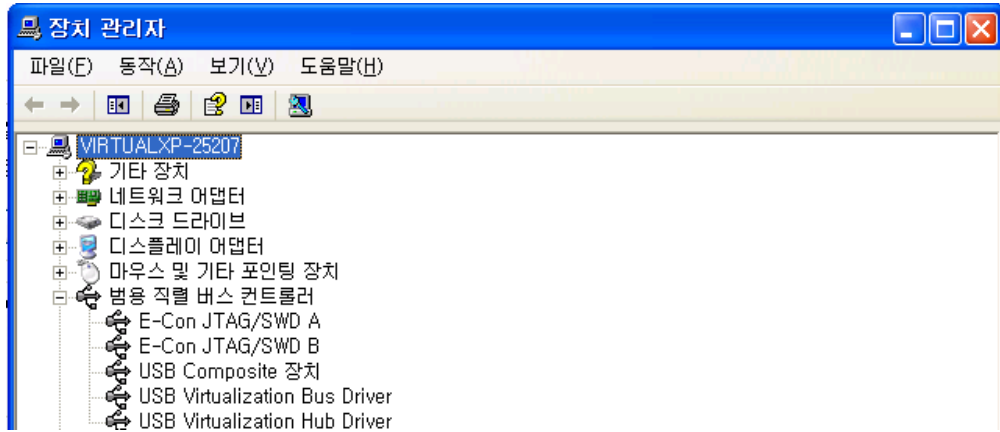 장치 관리자
파일(F) 동작(A) 보기(V) 도움말(H)
VIRTUALXP-25207
기타 장치
네트워크 어댑터
디스크 드라이브
디스플레이 어댑터
마우스 및 기타 포인팅 장치
범용 직렬 버스 컨트롤러
E-Con JTAG/SWD A
E-Con JTAG/SWD B
USB Composite 장치
USB Virtualization Bus Driver
USB Virtualization Hub Driver